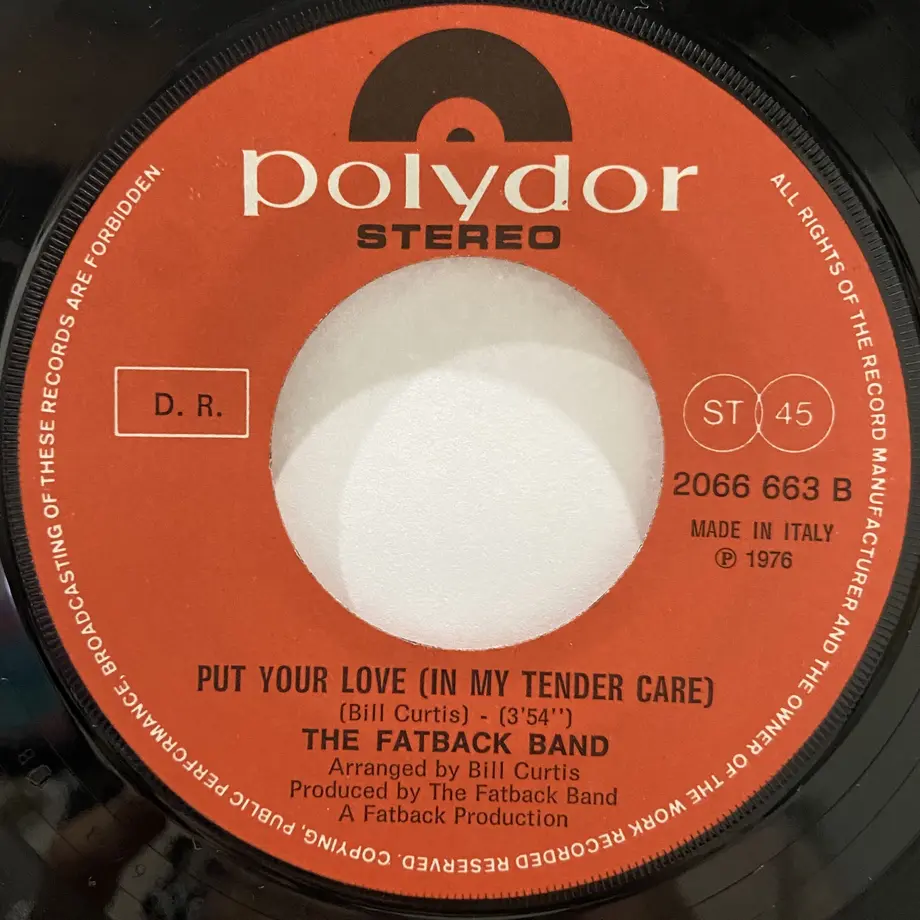 polydor
STEREO
D. R.
ST 45
2066 663 B
MADE IN ITALY
℗ 1976
PUT YOUR LOVE (IN MY TENDER CARE)
(Bill Curtis) - (3'54'')
THE FATBACK BAND
Arranged by Bill Curtis
Produced by The Fatback Band
A Fatback Production
ALL RIGHTS OF THE RECORD MANUFACTURER AND THE OWNER OF THE WORK RECORDED RESERVED. COPYING, PUBLIC PERFORMANCE, BROADCASTING OF THESE RECORDS ARE FORBIDDEN.